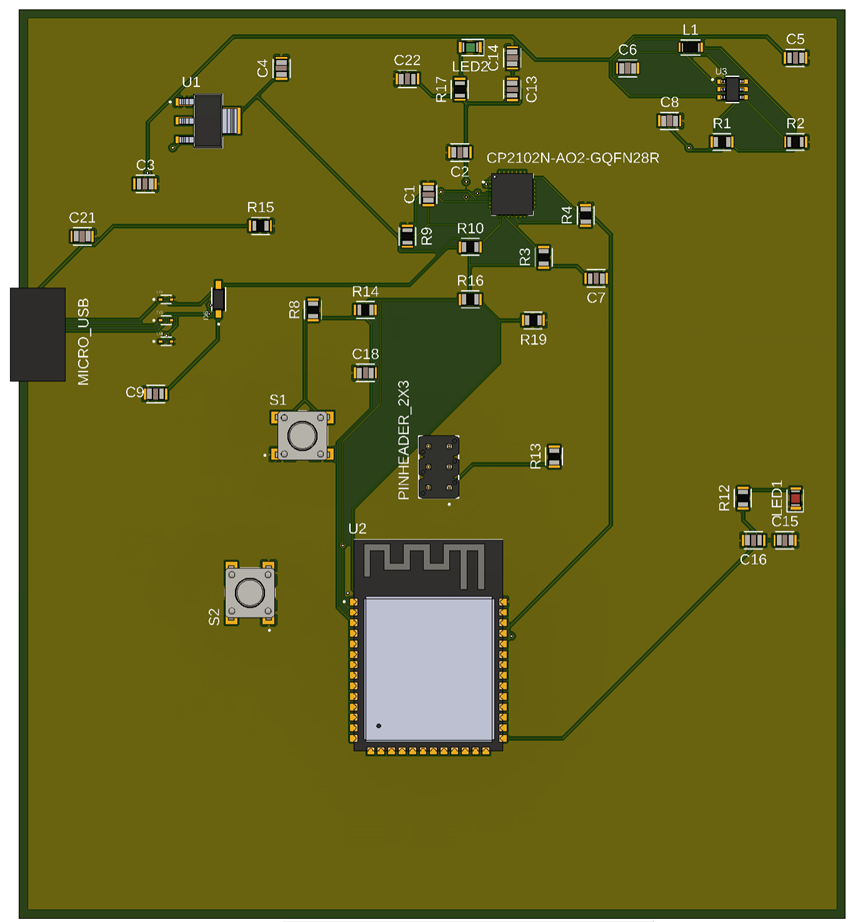 L1
C5
C6
C14
LED2
C4
C22
R17
C13
U1
U3
C8
R1
R2
C3
C2
CP2102N-AO2-GQFN28R
C1
R4
R15
C21
R9
R10
R3
C7
R16
R14
R8
R19
MICRO_USB
C18
C9
S1
PINHEADER_2X3
R13
R12
LED1
C15
C16
U2
S2